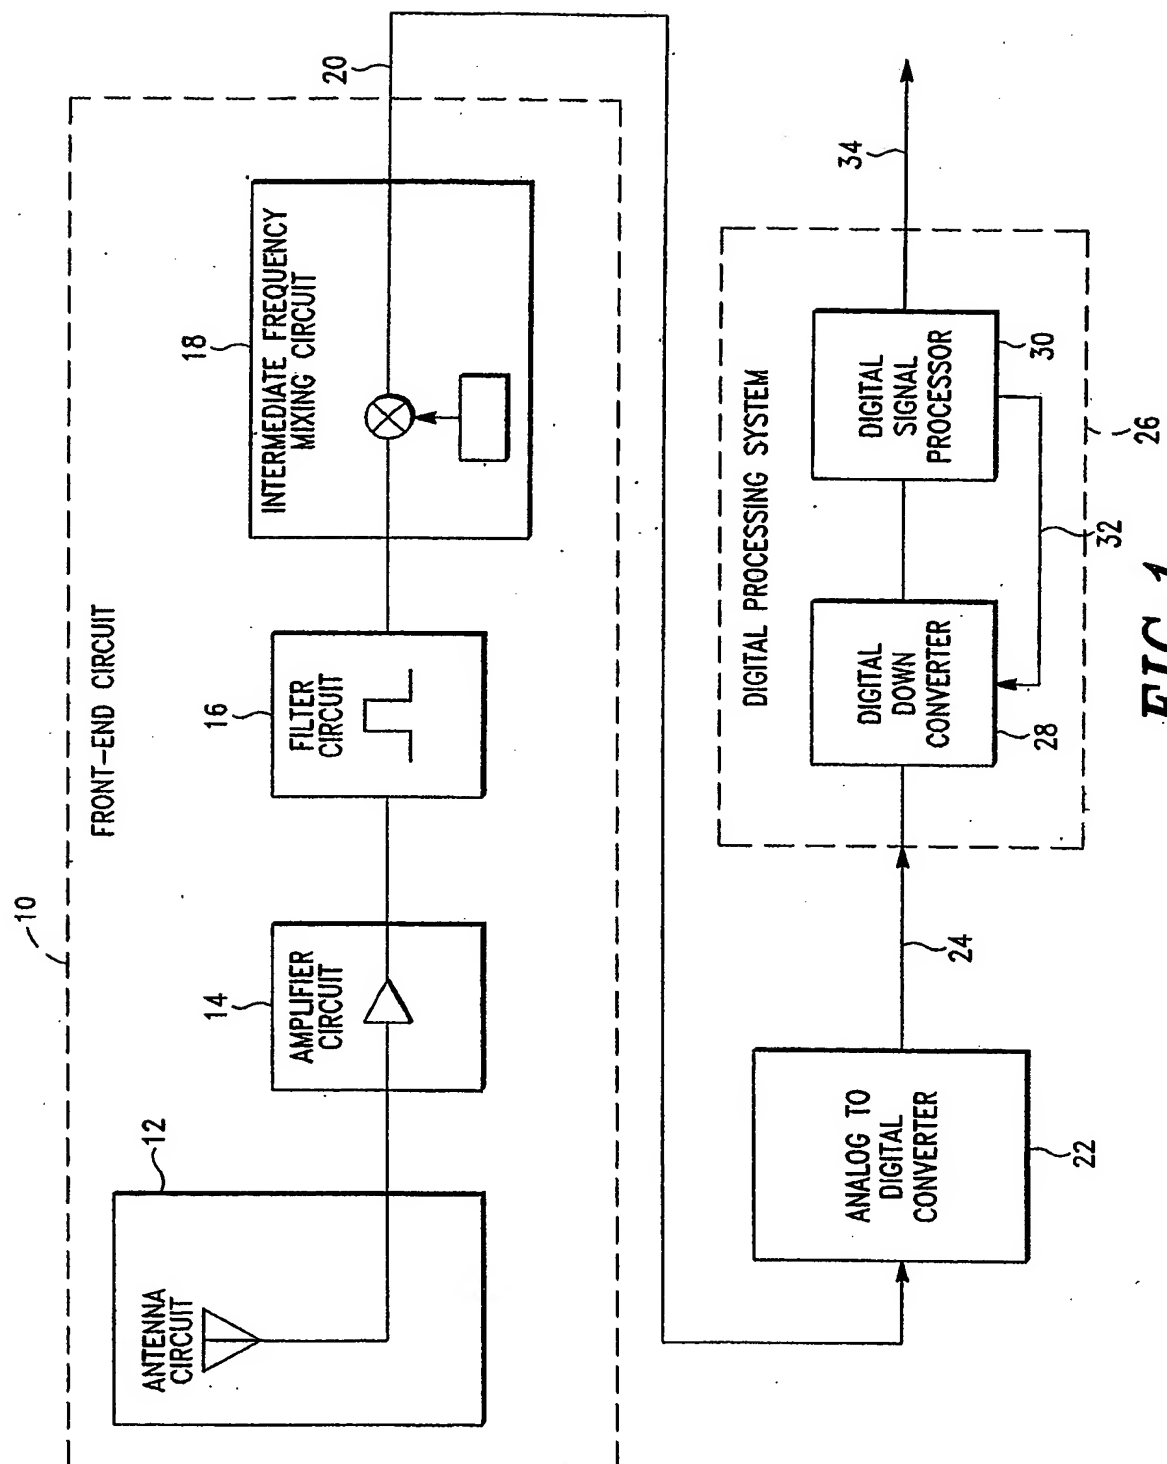 10
FRONT-END CIRCUIT
12
ANTENNA
CIRCUIT
14
AMPLIFIER
CIRCUIT
16
FILTER
CIRCUIT
18
INTERMEDIATE FREQUENCY
MIXING CIRCUIT
20
ANALOG TO
DIGITAL
CONVERTER
22
24
DIGITAL PROCESSING SYSTEM
DIGITAL
DOWN
CONVERTER
28
DIGITAL
SIGNAL
PROCESSOR
30
32
26
34
FIG. 1